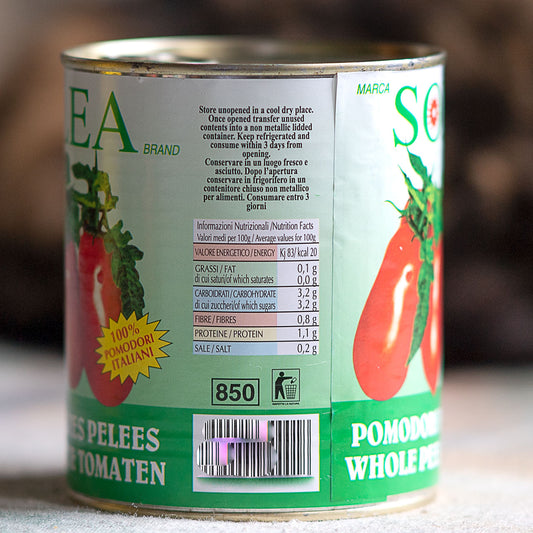 EA
BRAND
Store unopened in a cool dry place.
Once opened transfer unused
contents into a non metallic lidded
container. Keep refrigerated and
consume within 3 days from
opening.
Conservare in un luogo fresco e
asciutto. Dopo l'apertura
conservare in frigorifero in un
contenitore chiuso non metallico
per alimenti. Consumare entro 3
giorni
Informazioni Nutrizionali /Nutrition Facts
Valori medi per 100g / Average values for 100g
VALORE ENERGETICO / ENERGY Kj 83/ kcal 20
GRASSI / FAT 0,1 g
di cui saturi/of which saturates 0,0 g
CARBOIDRATI / CARBOHYDRATE 3,2 g
di cui zuccheri/of which sugars 3,2 g
FIBRE / FIBRES 0,8 g
PROTEINE / PROTEIN 1,1 g
SALE / SALT 0,2 g
100%
POMODORI
ITALIANI
850
RISPETTA LA NATURA
ES PELEES
E TOMATEN
MARCA
SO
POMODOR
WHOLE PEE